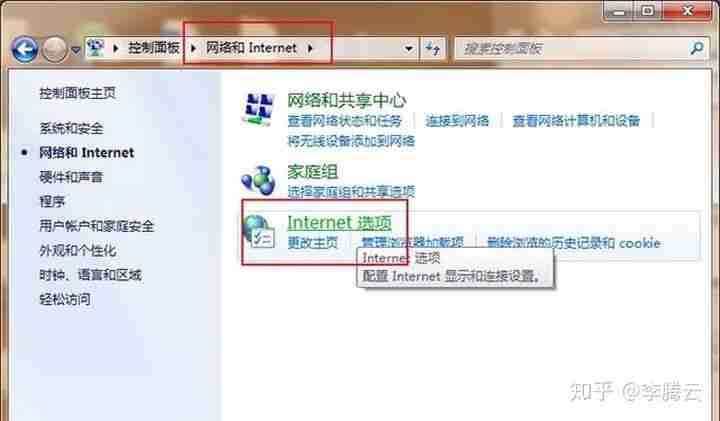 控制面板 网络和 Internet
搜索控制面板
控制面板主页
系统和安全
网络和 Internet
硬件和声音
程序
用户帐户和家庭安全
外观和个性化
时钟、语言和区域
轻松访问
网络和共享中心
查看网络状态和任务 连接到网络 查看网络计算机和设备
将无线设备添加到网络
家庭组
选择家庭组和共享选项
Internet 选项
更改主页 管理浏览器加载项 删除浏览的历史记录和 cookie
Internet 选项
配置 Internet 显示和连接设置。
知乎 @李腾云